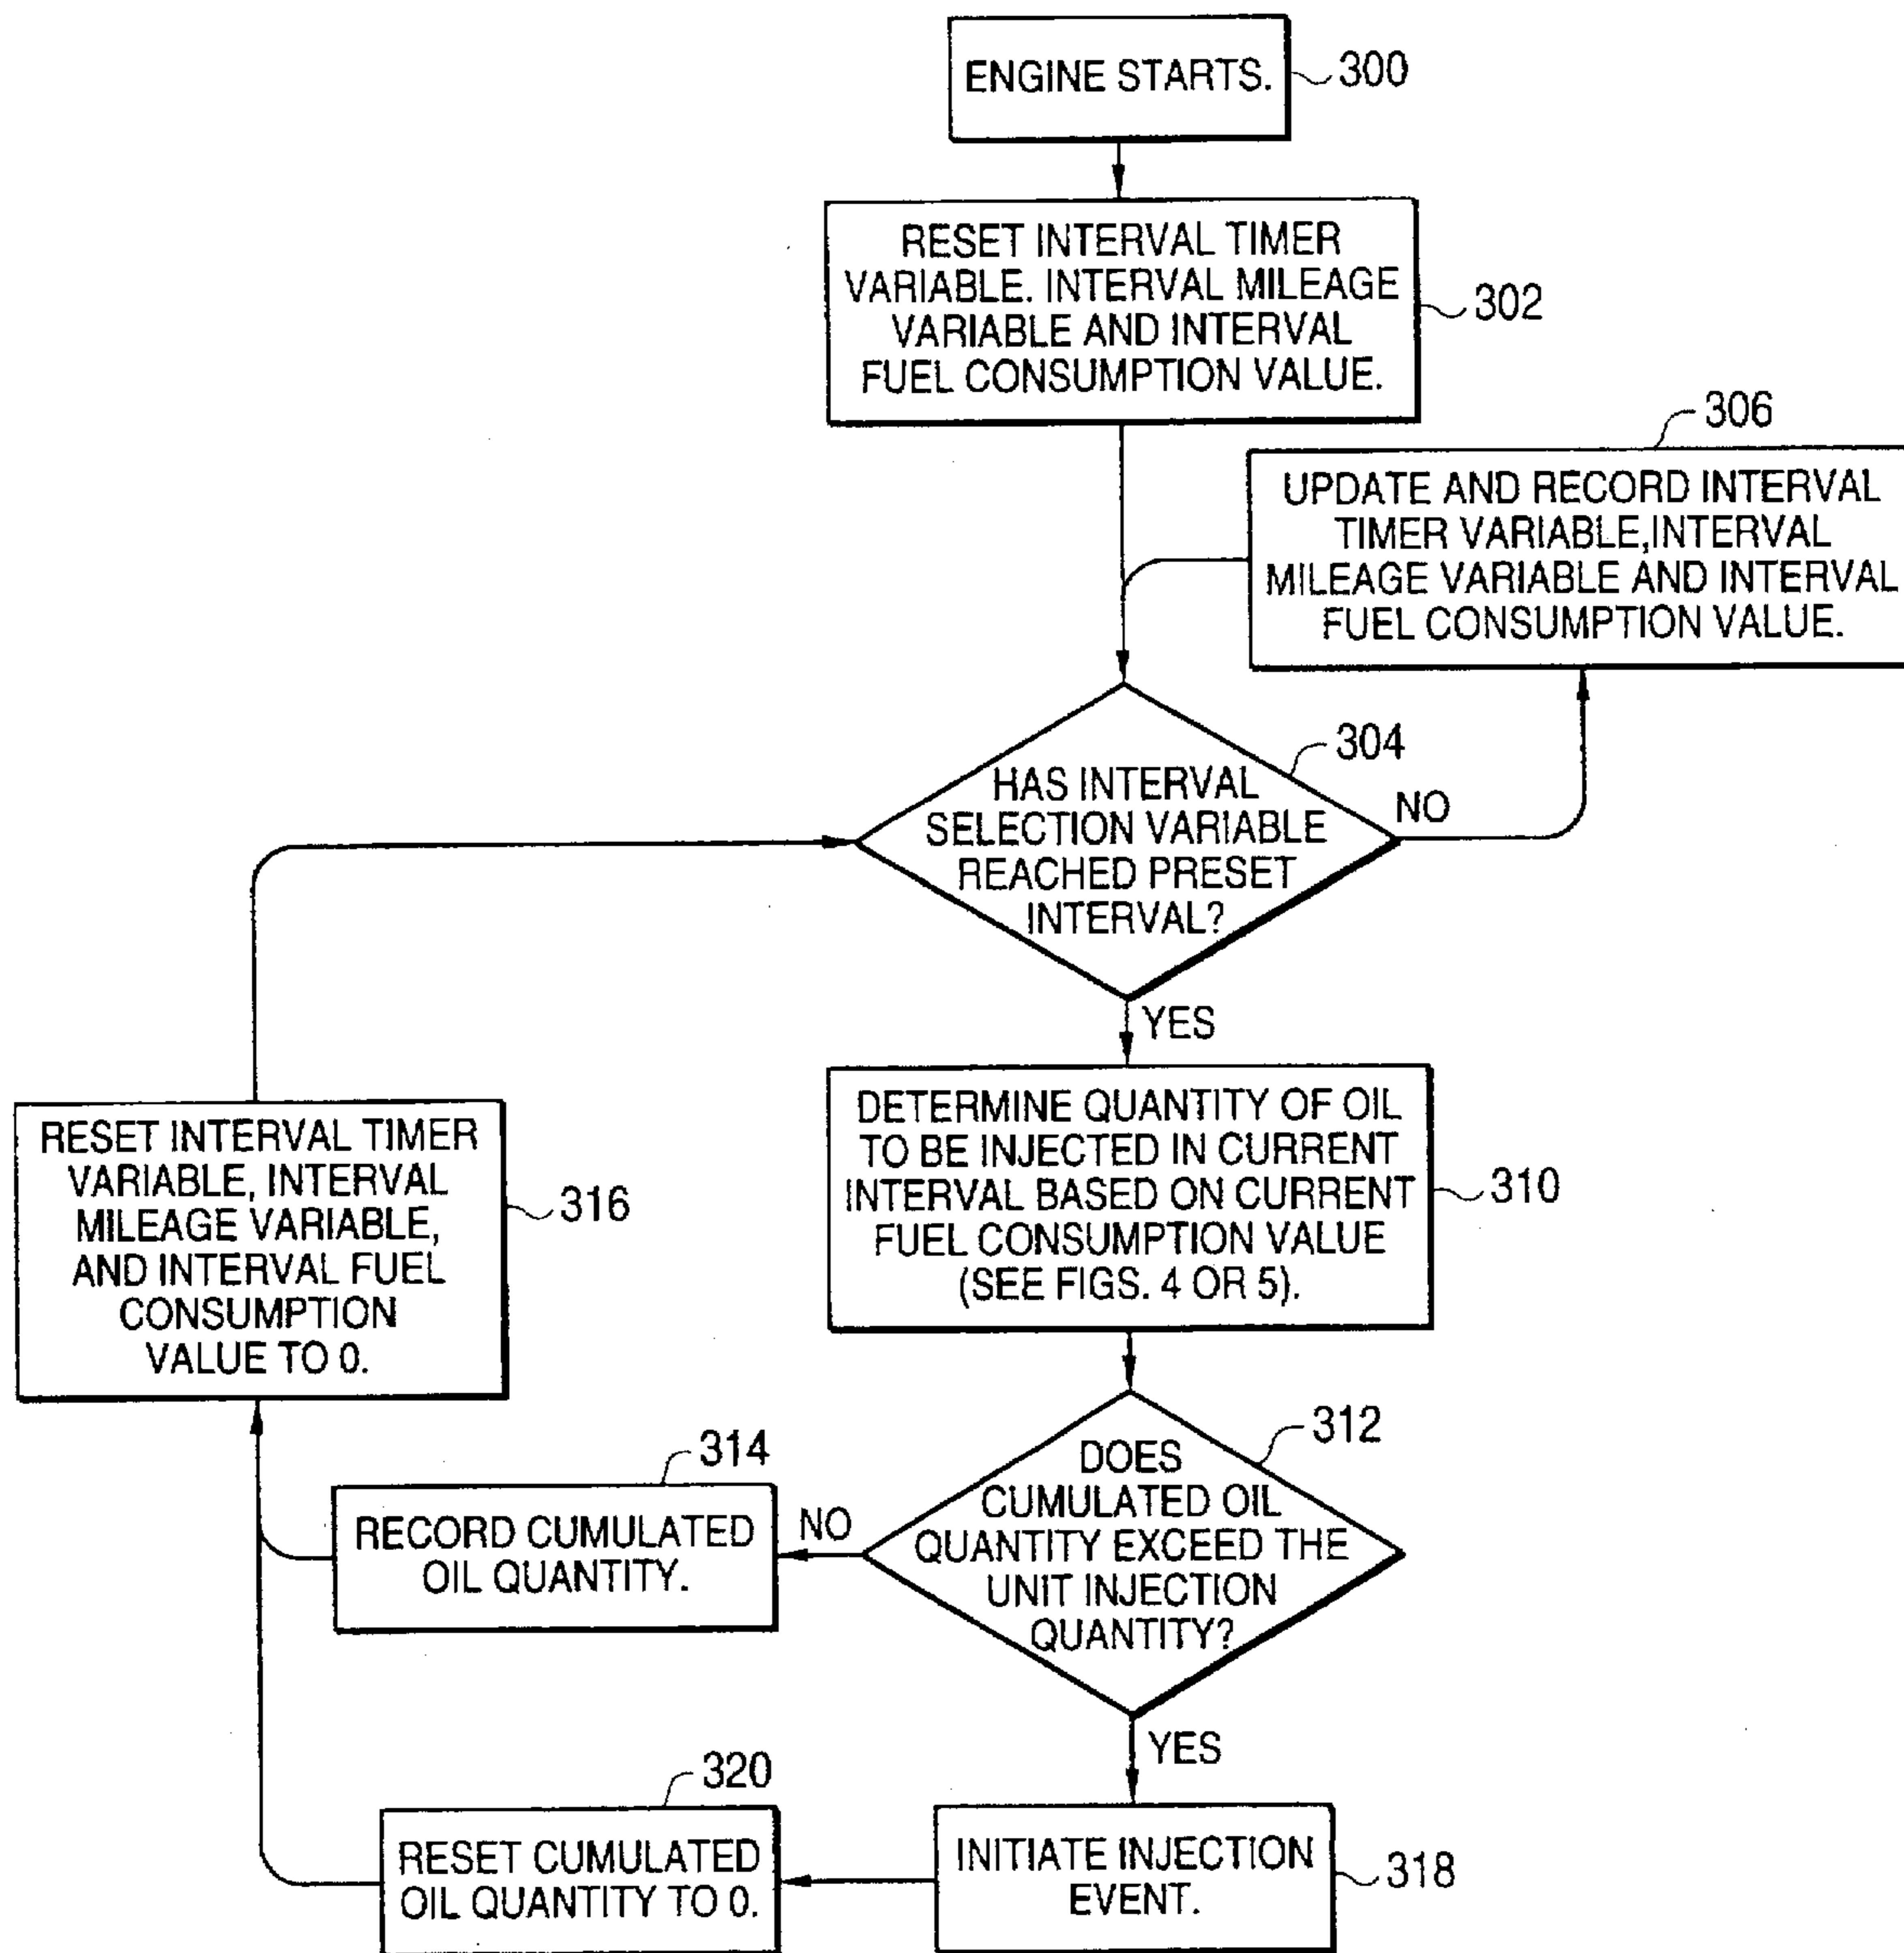 ENGINE STARTS.
300
RESET INTERVAL TIMER
VARIABLE. INTERVAL MILEAGE
VARIABLE AND INTERVAL
FUEL CONSUMPTION VALUE.
302
306
UPDATE AND RECORD INTERVAL
TIMER VARIABLE,INTERVAL
MILEAGE VARIABLE AND INTERVAL
FUEL CONSUMPTION VALUE.
304
HAS INTERVAL
SELECTION VARIABLE
REACHED PRESET
INTERVAL?
NO
YES
DETERMINE QUANTITY OF OIL
TO BE INJECTED IN CURRENT
INTERVAL BASED ON CURRENT
FUEL CONSUMPTION VALUE
(SEE FIGS. 4 OR 5).
310
RESET INTERVAL TIMER
VARIABLE, INTERVAL
MILEAGE VARIABLE,
AND INTERVAL FUEL
CONSUMPTION
VALUE TO 0.
316
312
DOES
CUMULATED OIL
QUANTITY EXCEED THE
UNIT INJECTION
QUANTITY?
NO
314
RECORD CUMULATED
OIL QUANTITY.
YES
320
RESET CUMULATED
OIL QUANTITY TO 0.
INITIATE INJECTION
EVENT.
318